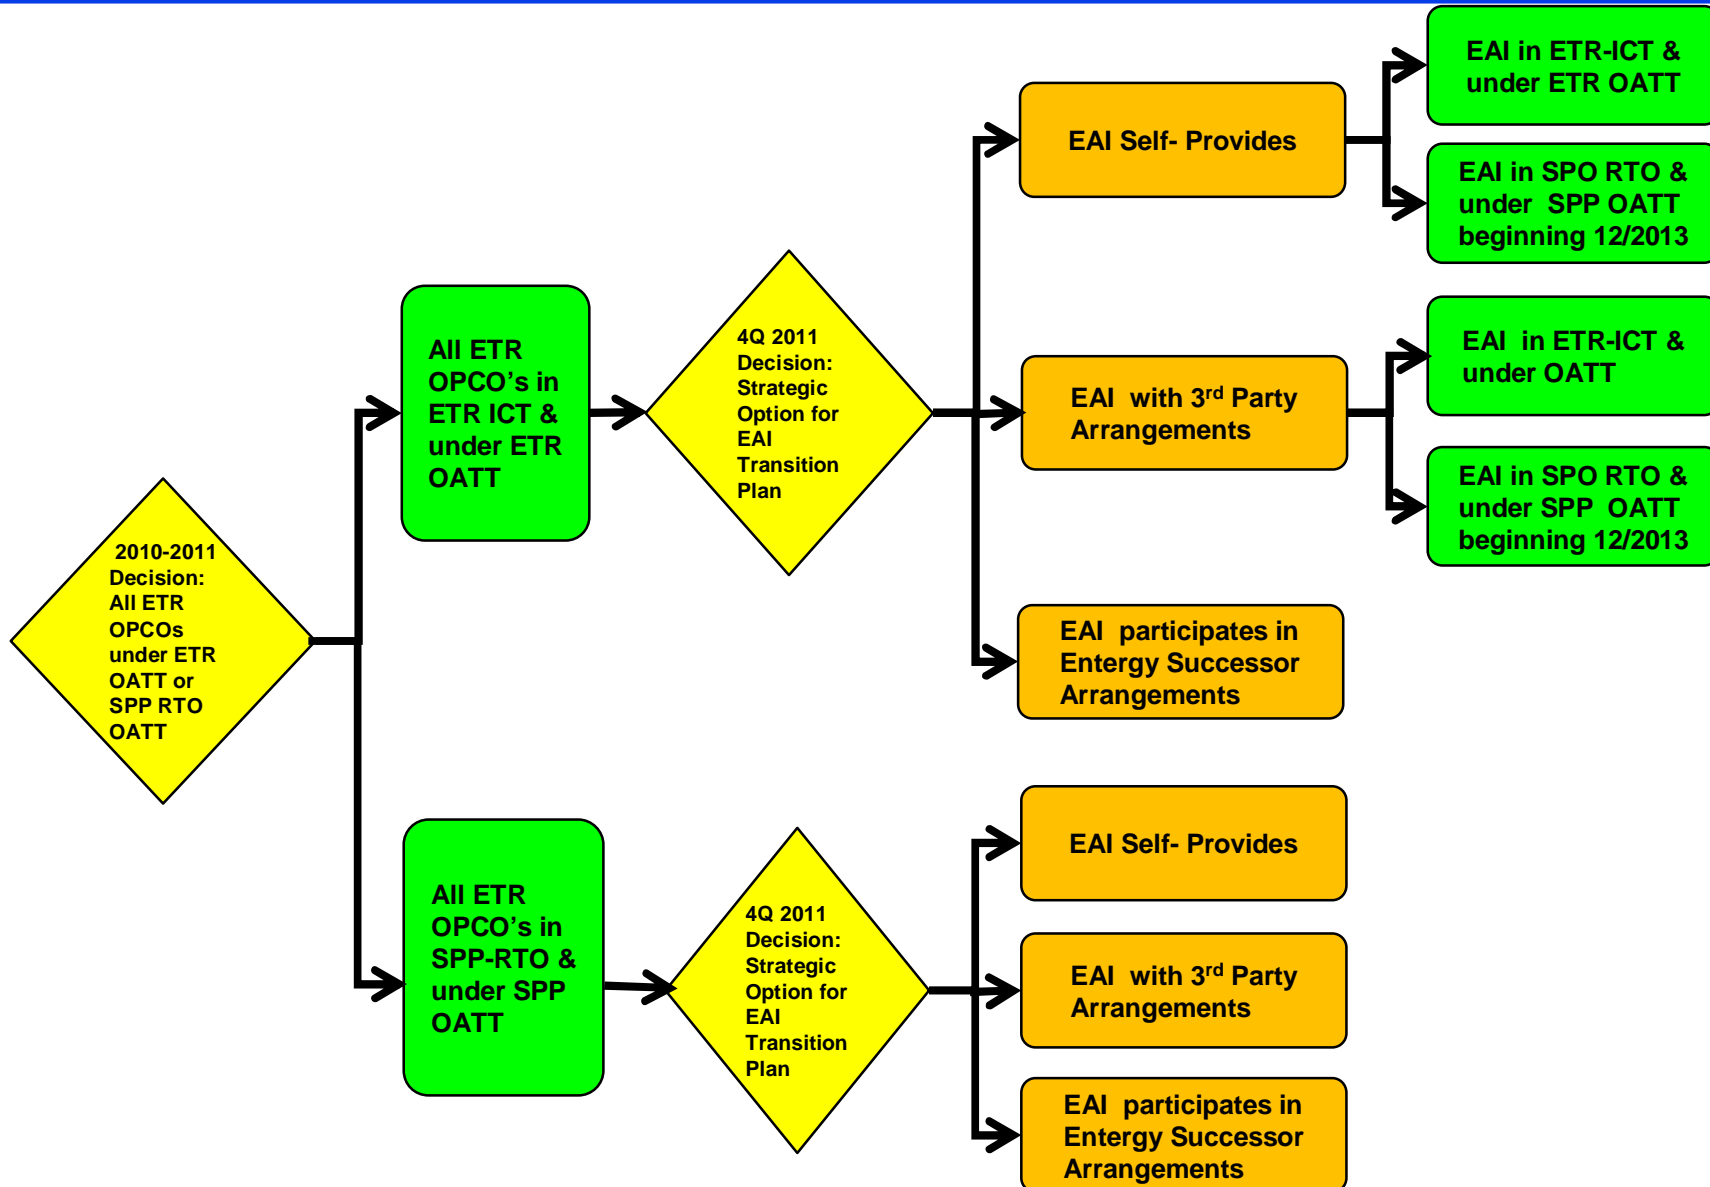 EAI in ETR-ICT &
under ETR OATT
EAI Self- Provides
EAI in SPO RTO &
under SPP OATT
beginning 12/2013
All ETR
OPCO's in
ETR ICT &
under ETR
OATT
4Q 2011
Decision:
Strategic
Option for
EAI
Transition
Plan
EAI with 3rd Party
Arrangements
EAI in ETR-ICT &
under OATT
EAI in SPO RTO &
under SPP OATT
beginning 12/2013
2010-2011
Decision:
All ETR
OPCOs
under ETR
OATT or
SPP RTO
OATT
EAI participates in
Entergy Successor
Arrangements
All ETR
OPCO’s in
SPP-RTO &
under SPP
OATT
4Q 2011
Decision:
Strategic
Option for
EAI
Transition
Plan
EAI Self- Provides
EAI with 3rd Party
Arrangements
EAI participates in
Entergy Successor
Arrangements